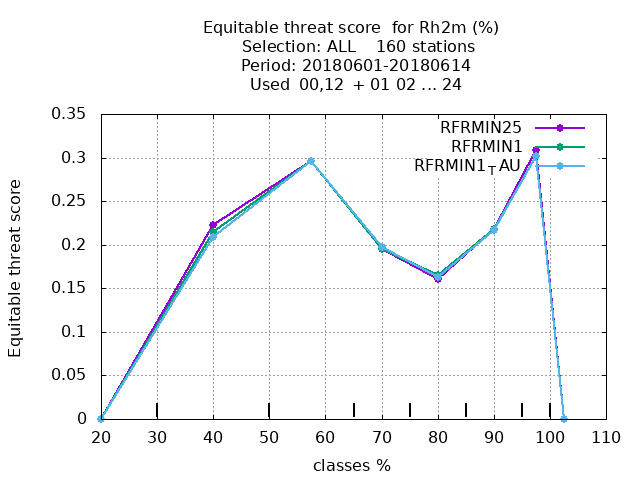 Equitable threat score  for Rh2m (%)
Selection: ALL    160 stations
Period: 20180601-20180614
Used  00,12  + 01 02 ... 24
RFRMIN25
RFRMIN1
RFRMIN1TAU
Equitable threat score
0.35
0.3
0.25
0.2
0.15
0.1
0.05
0
20 30 40 50 60 70 80 90 100 110
classes %